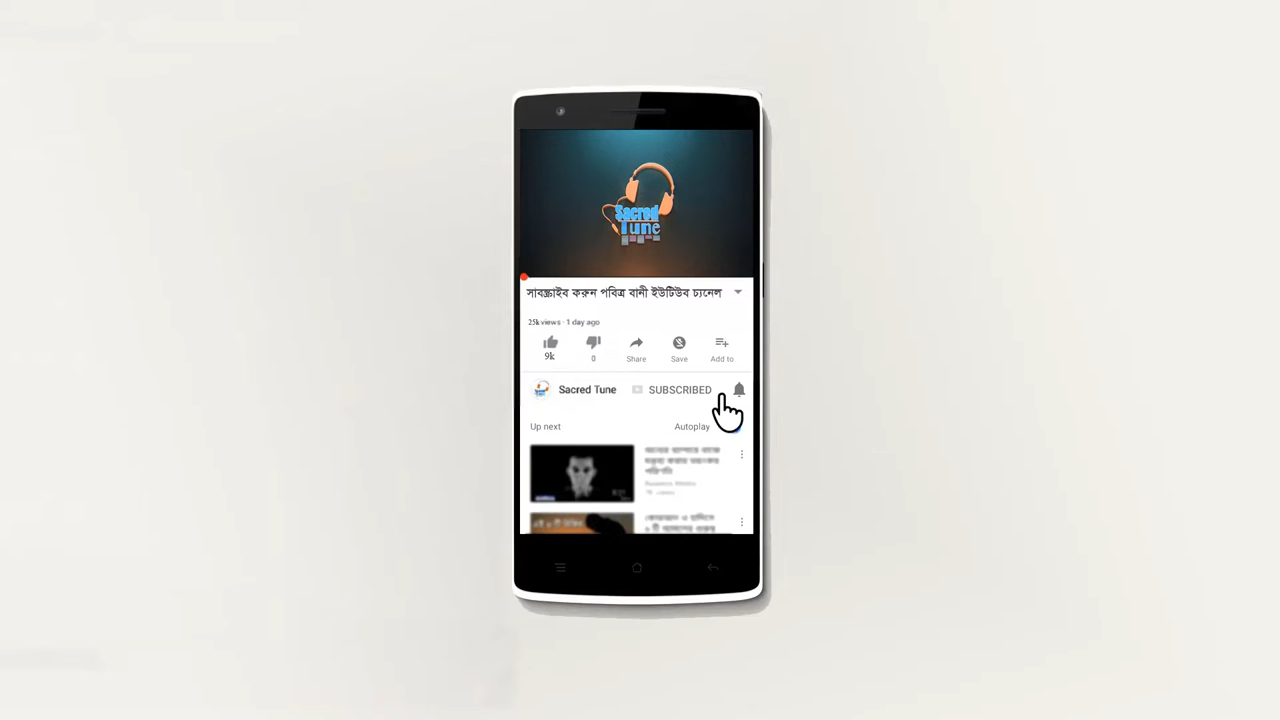 Sacred
Tune
সাবস্ক্রাইব করুন পবিত্র বানী ইউটিউব চ্যনেল
25k views · 1 day ago
9k
0
Share
Save
Add to
Sacred Tune
SUBSCRIBED
Up next
Autoplay